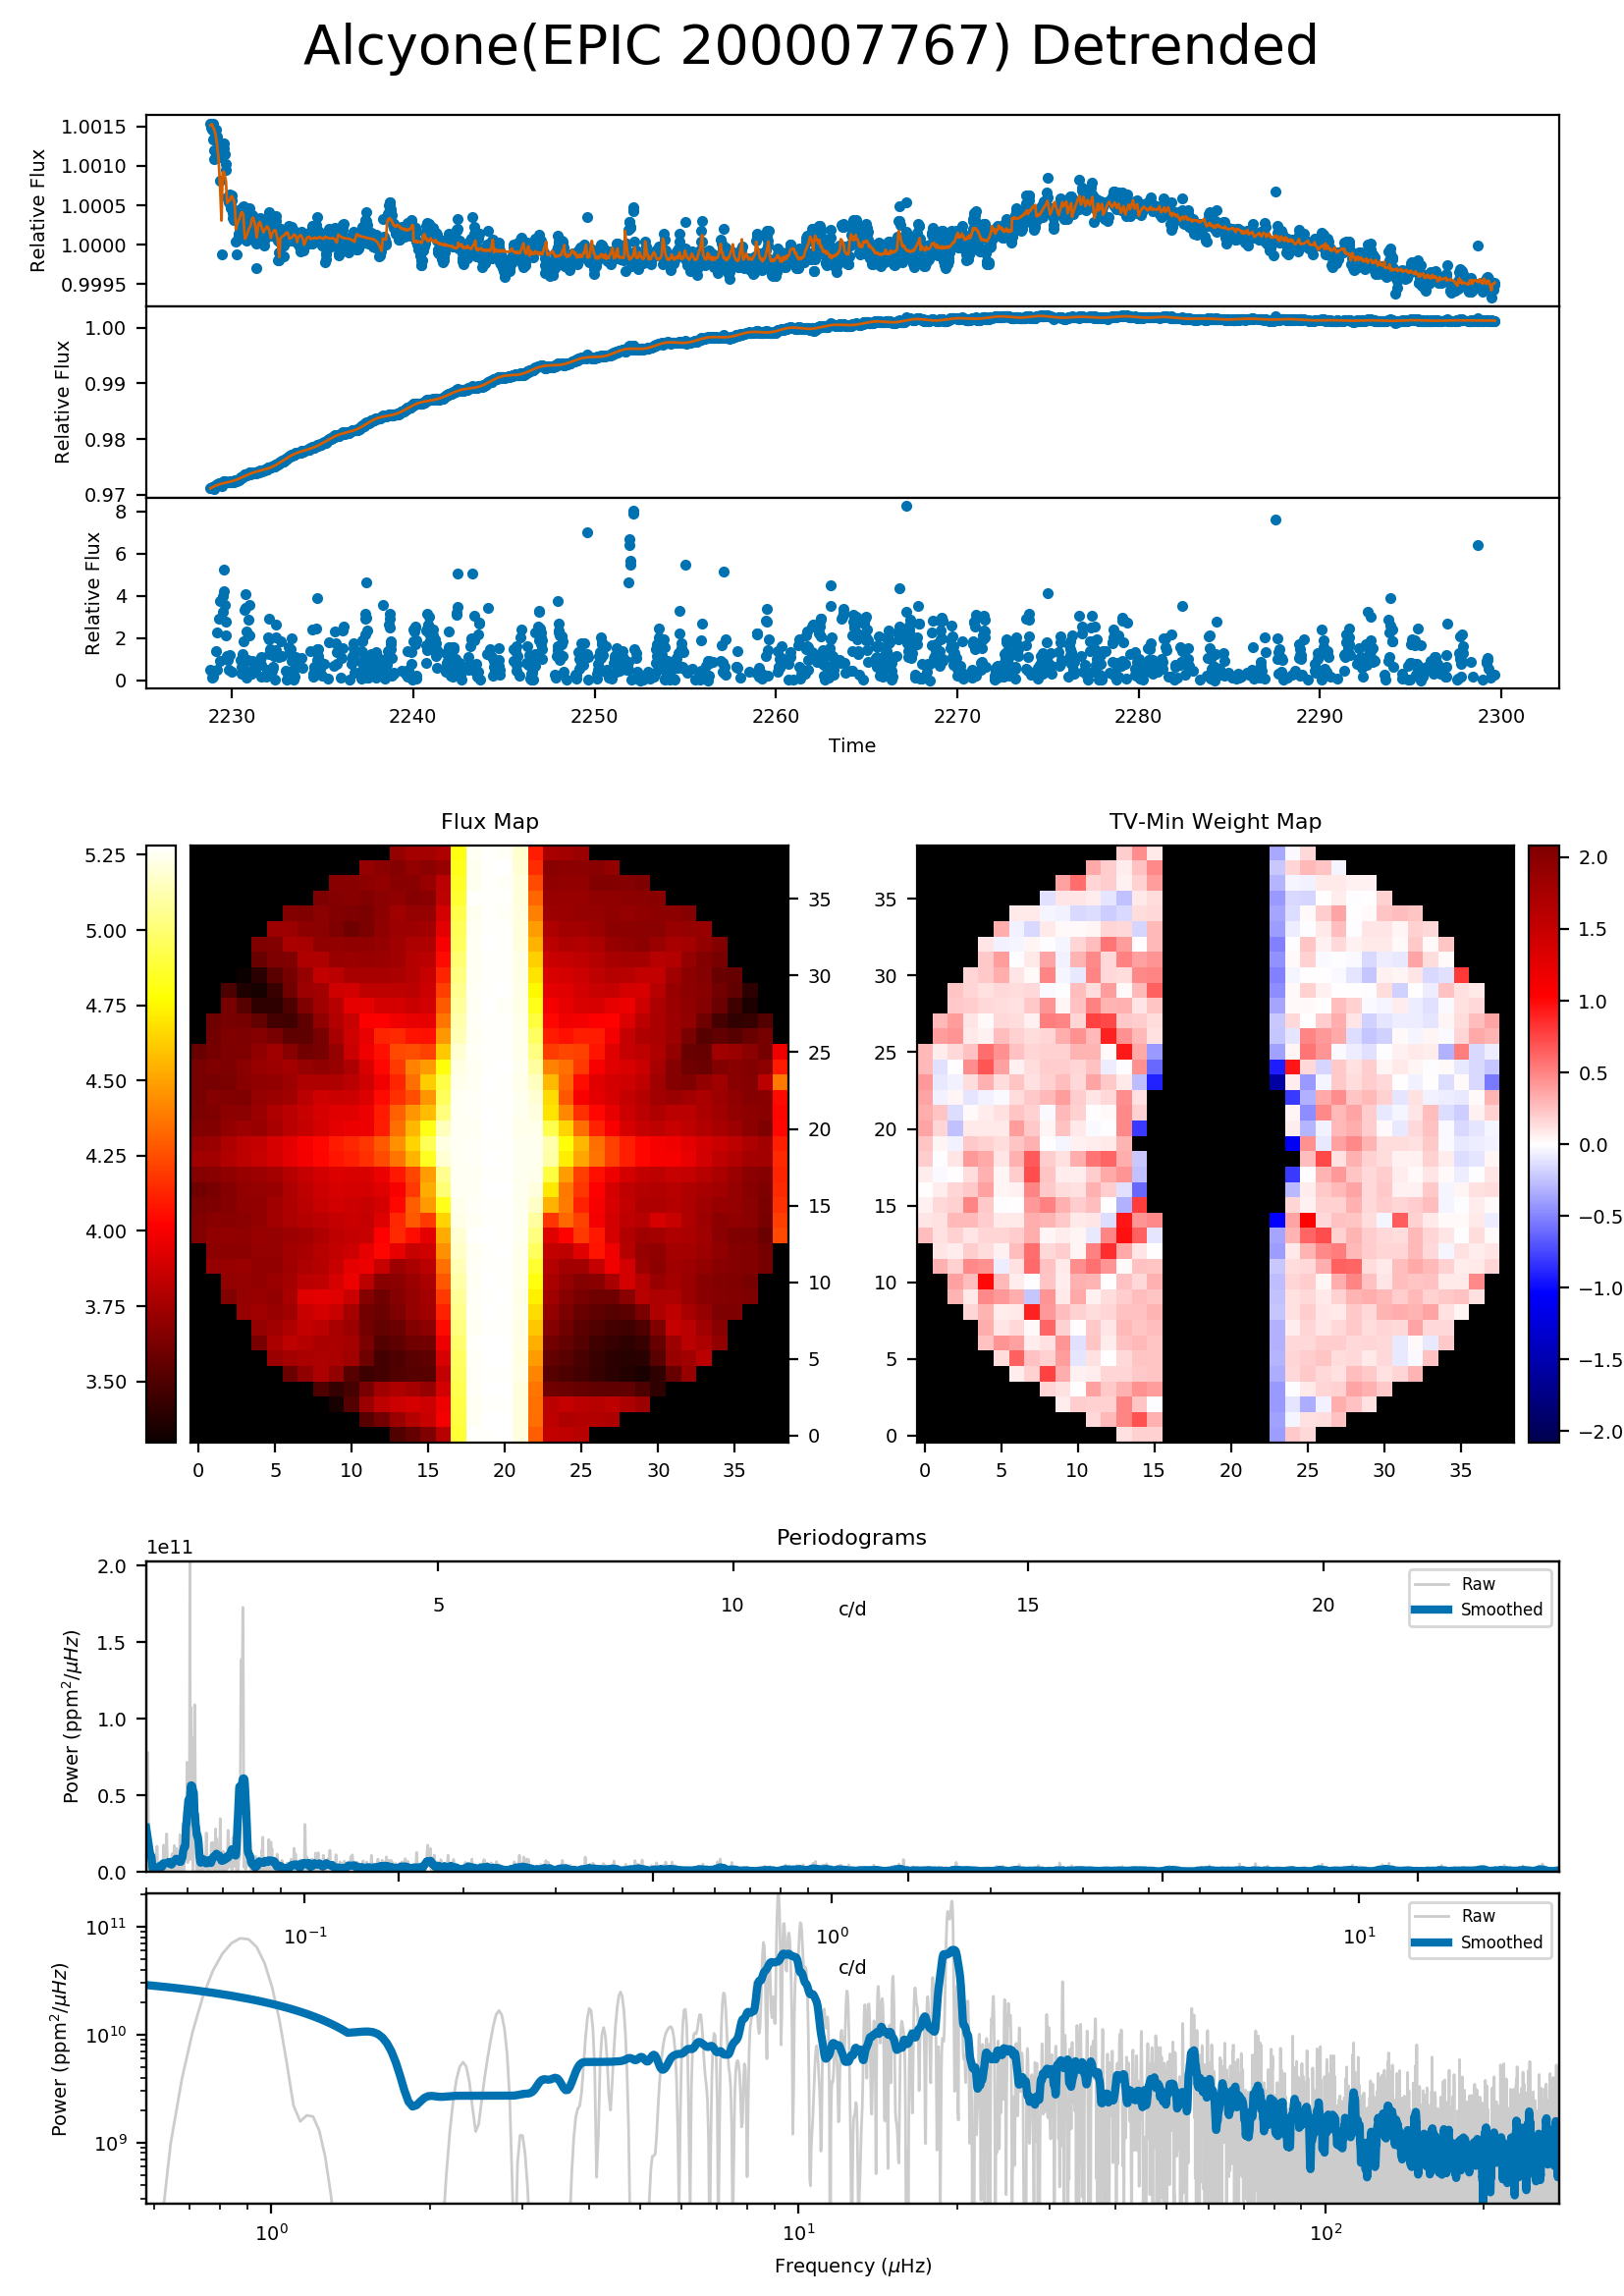 Alcyone(EPIC 200007767) Detrended
1.0015
1.0010
1.0005
1.0000
0.9995
Relative Flux
1.00
0.99
0.98
0.97
Relative Flux
8
6
4
2
0
Relative Flux
2230 2240 2250 2260 2270 2280 2290 2300
Time
Flux Map
5.25
5.00
4.75
4.50
4.25
4.00
3.75
3.50
35
30
25
20
15
10
5
0
0 5 10 15 20 25 30 35
TV-Min Weight Map
35
30
25
20
15
10
5
0
0 5 10 15 20 25 30 35
2.0
1.5
1.0
0.5
0.0
−0.5
−1.0
−1.5
−2.0
Periodograms
1e11
2.0
1.5
1.0
0.5
0.0
Power (ppm²/μHz)
5 10 15 20
c/d
Raw
Smoothed
10¹¹
10¹⁰
10⁹
Power (ppm²/μHz)
10⁻¹ 10⁰ 10¹
c/d
Raw
Smoothed
10⁰ 10¹ 10²
Frequency (μHz)